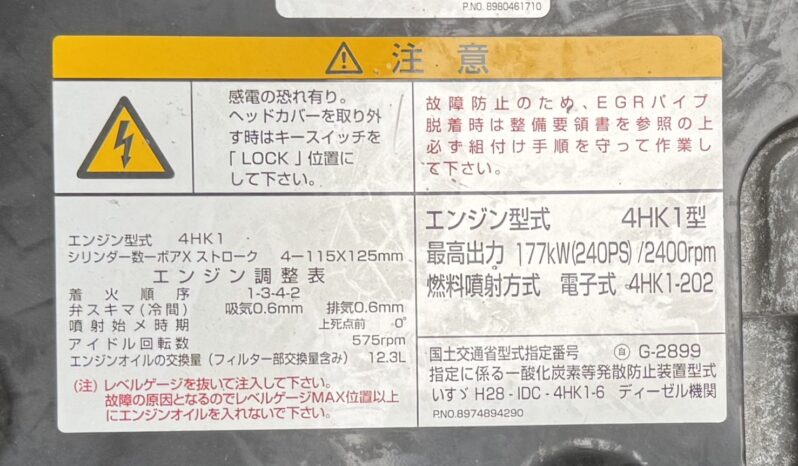 P.NO. 8980461710
⚠ 注意
感電の恐れ有り。
ヘッドカバーを取り外
す時はキースイッチを
「LOCK」位置に
して下さい。
故障防止のため、EGRパイプ
脱着時は整備要領書を参照の上
必ず組付け手順を守って作業し
て下さい。
エンジン型式 4HK1
シリンダー数ーボアX ストローク 4-115X125mm
エンジン調整表
着火順序 1-3-4-2
弁スキマ(冷間) 吸気0.6mm 排気0.6mm
噴射始メ時期 上死点前 0°
アイドル回転数 575rpm
エンジンオイルの交換量(フィルター部交換量含み) 12.3L
(注)レベルゲージを抜いて注入して下さい。
故障の原因となるのでレベルゲージMAX位置以上
にエンジンオイルを入れないで下さい。
エンジン型式 4HK1型
最高出力 177kW(240PS)/2400rpm
燃料噴射方式 電子式 4HK1-202
国土交通省型式指定番号 自 G-2899
指定に係る一酸化炭素等発散防止装置型式
いすゞ H28-IDC-4HK1-6 ディーゼル機関
P.NO.8974894290